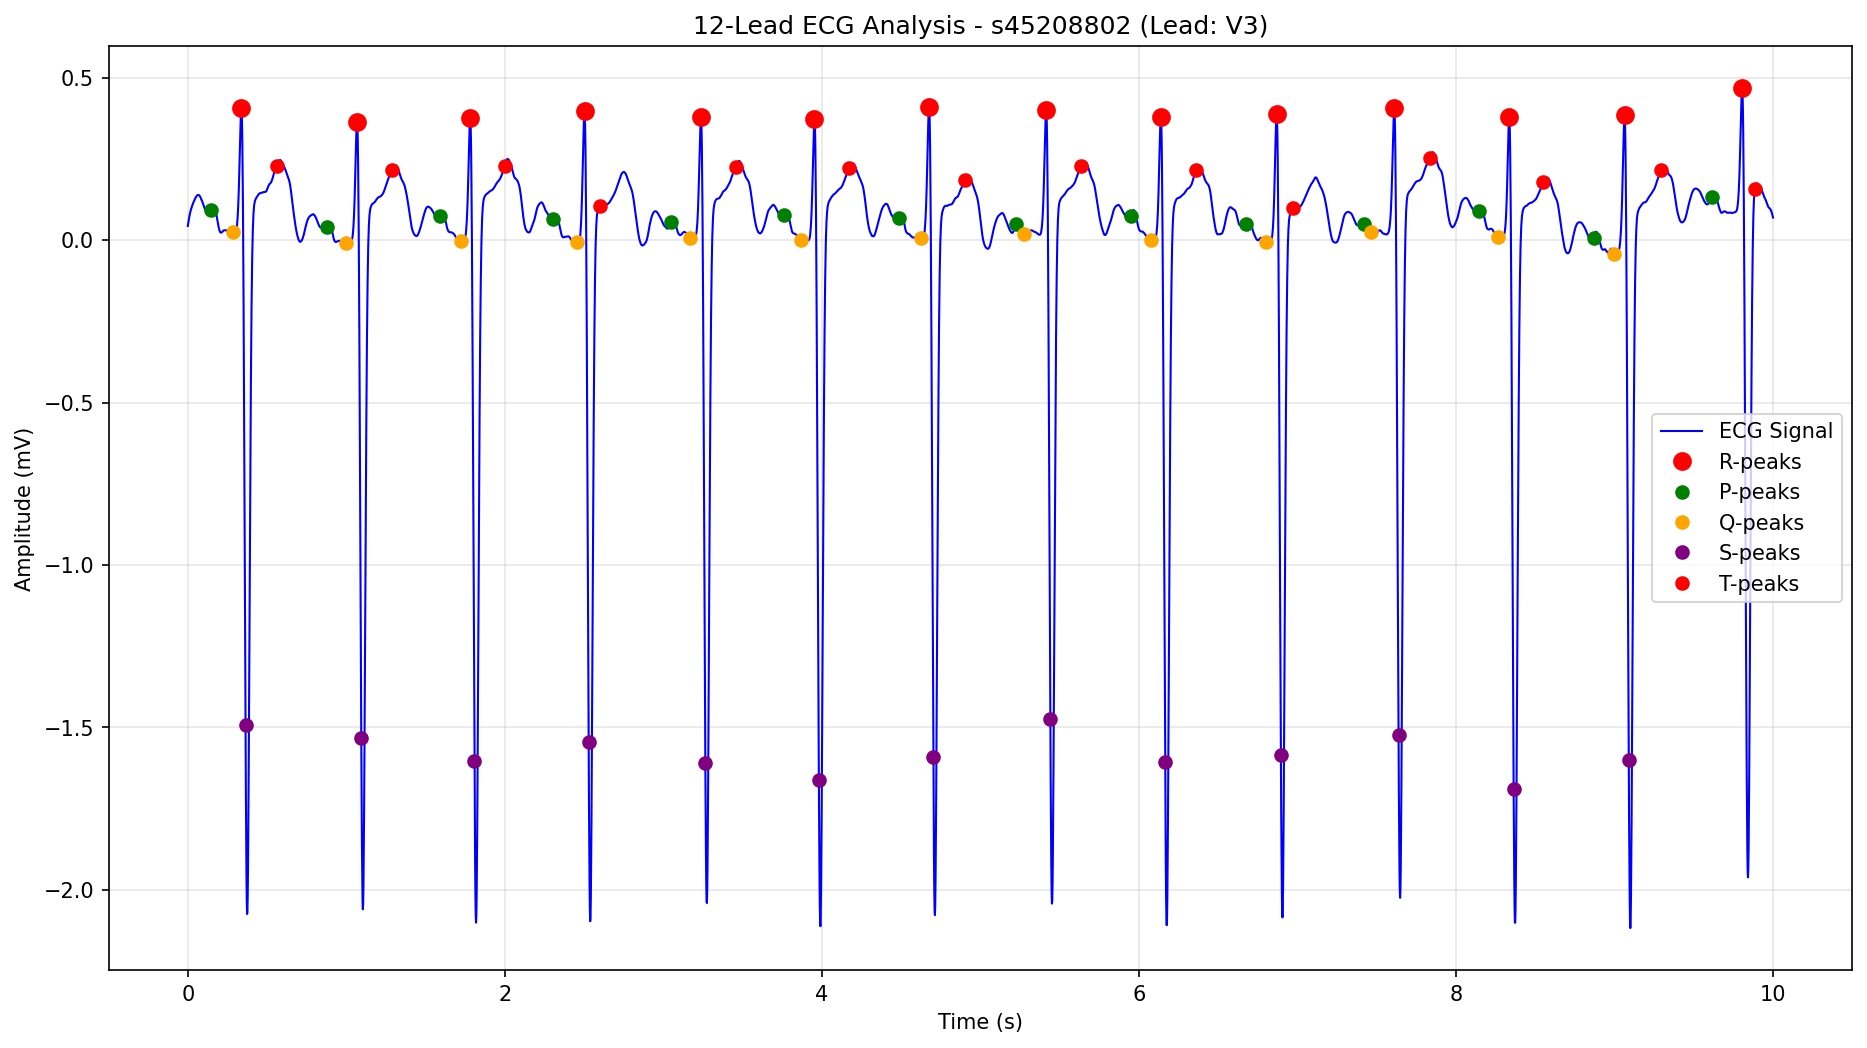 12-Lead ECG Analysis - s45208802 (Lead: V3)
0.5
0.0
−0.5
−1.0
−1.5
−2.0
Amplitude (mV)
ECG Signal
R-peaks
P-peaks
Q-peaks
S-peaks
T-peaks
0 2 4 6 8 10
Time (s)